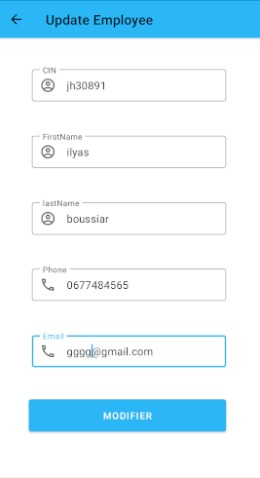 Update Employee
CIN
jh30891
FirstName
ilyas
lastName
boussiar
Phone
0677484565
Email
gggg@gmail.com
MODIFIER